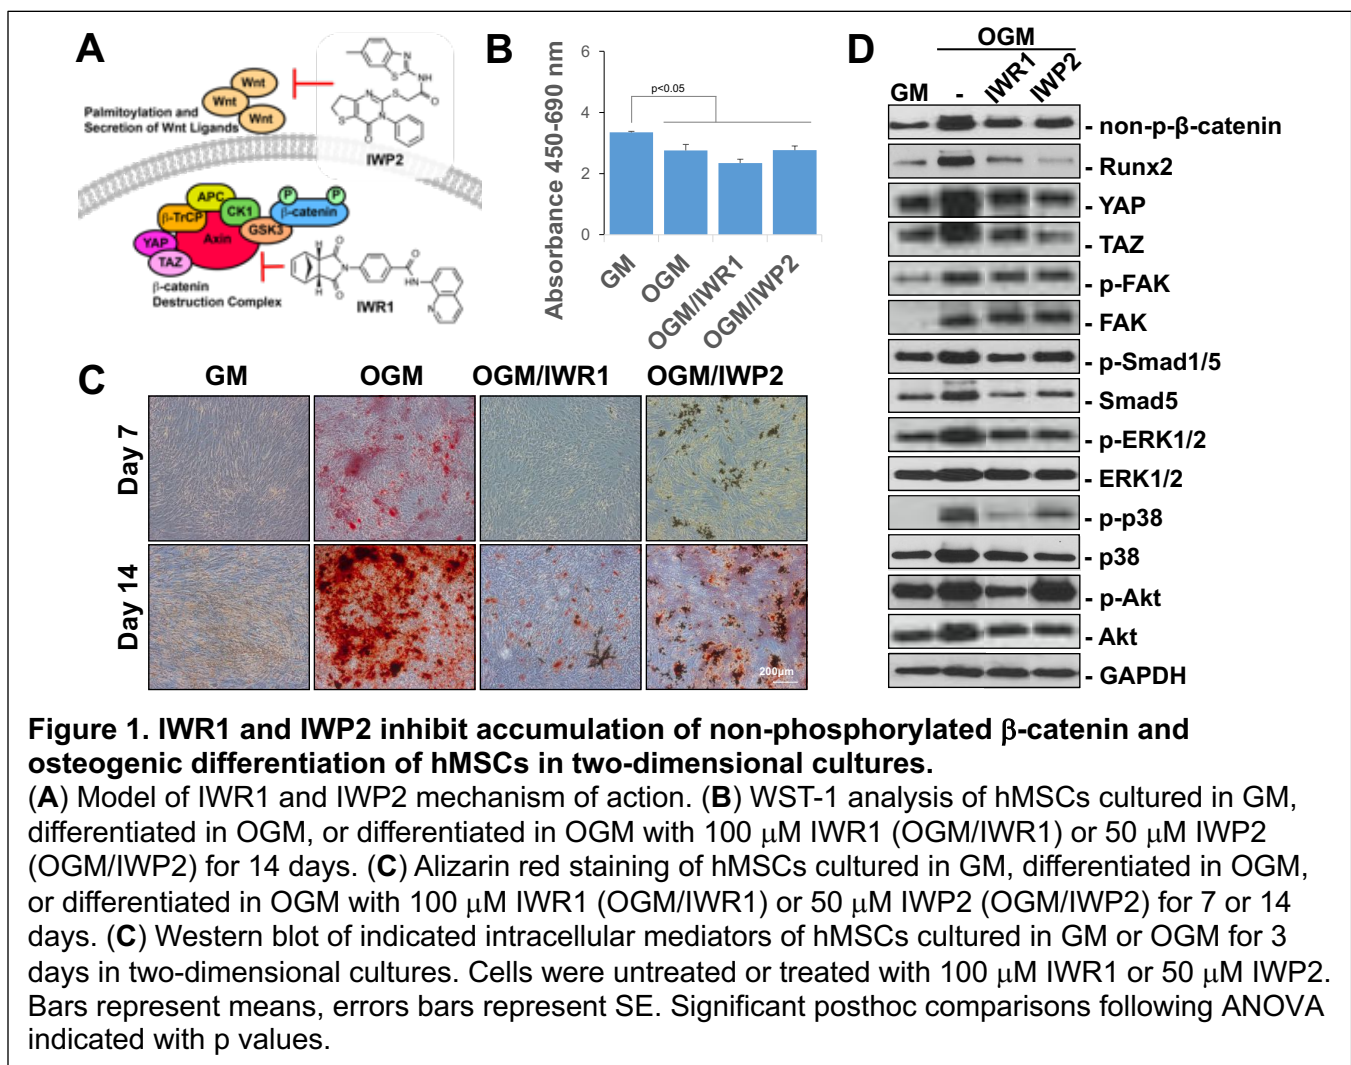 A
Wnt
Wnt
Wnt
Palmitoylation and
Secretion of Wnt Ligands
N
S
NH
O
S
N
S
N
O
IWP2
APC
β-TrCP
CK1
P
P
β-catenin
GSK3
Axin
YAP
TAZ
β-catenin
Destruction Complex
H
H
O
N
O
O
HN
N
IWR1
B
Absorbance 450-690 nm
6
4
2
0
p<0.05
GM
OGM
OGM/IWR1
OGM/IWP2
C
GM
OGM
OGM/IWR1
OGM/IWP2
Day 7
Day 14
200µm
D
OGM
GM
-
IWR1
IWP2
- non-p-β-catenin
- Runx2
- YAP
- TAZ
- p-FAK
- FAK
- p-Smad1/5
- Smad5
- p-ERK1/2
- ERK1/2
- p-p38
- p38
- p-Akt
- Akt
- GAPDH
Figure 1. IWR1 and IWP2 inhibit accumulation of non-phosphorylated β-catenin and
osteogenic differentiation of hMSCs in two-dimensional cultures.
(A) Model of IWR1 and IWP2 mechanism of action. (B) WST-1 analysis of hMSCs cultured in GM,
differentiated in OGM, or differentiated in OGM with 100 µM IWR1 (OGM/IWR1) or 50 µM IWP2
(OGM/IWP2) for 14 days. (C) Alizarin red staining of hMSCs cultured in GM, differentiated in OGM,
or differentiated in OGM with 100 µM IWR1 (OGM/IWR1) or 50 µM IWP2 (OGM/IWP2) for 7 or 14
days. (C) Western blot of indicated intracellular mediators of hMSCs cultured in GM or OGM for 3
days in two-dimensional cultures. Cells were untreated or treated with 100 µM IWR1 or 50 µM IWP2.
Bars represent means, errors bars represent SE. Significant posthoc comparisons following ANOVA
indicated with p values.